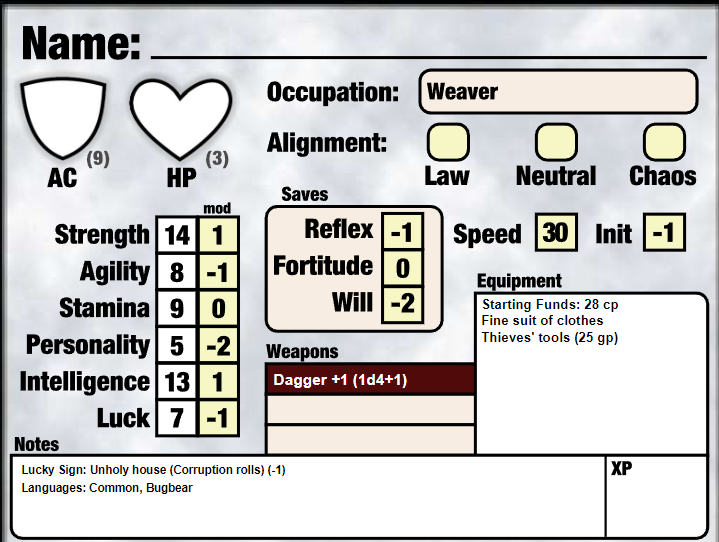 Name:
Occupation: Weaver
Alignment:
Law Neutral Chaos
AC (9) HP (3)
mod
Strength 14 1
Agility 8 -1
Stamina 9 0
Personality 5 -2
Intelligence 13 1
Luck 7 -1
Saves
Reflex -1
Fortitude 0
Will -2
Speed 30 Init -1
Weapons
Dagger +1 (1d4+1)
Equipment
Starting Funds: 28 cp
Fine suit of clothes
Thieves' tools (25 gp)
Notes
Lucky Sign: Unholy house (Corruption rolls) (-1)
Languages: Common, Bugbear
XP